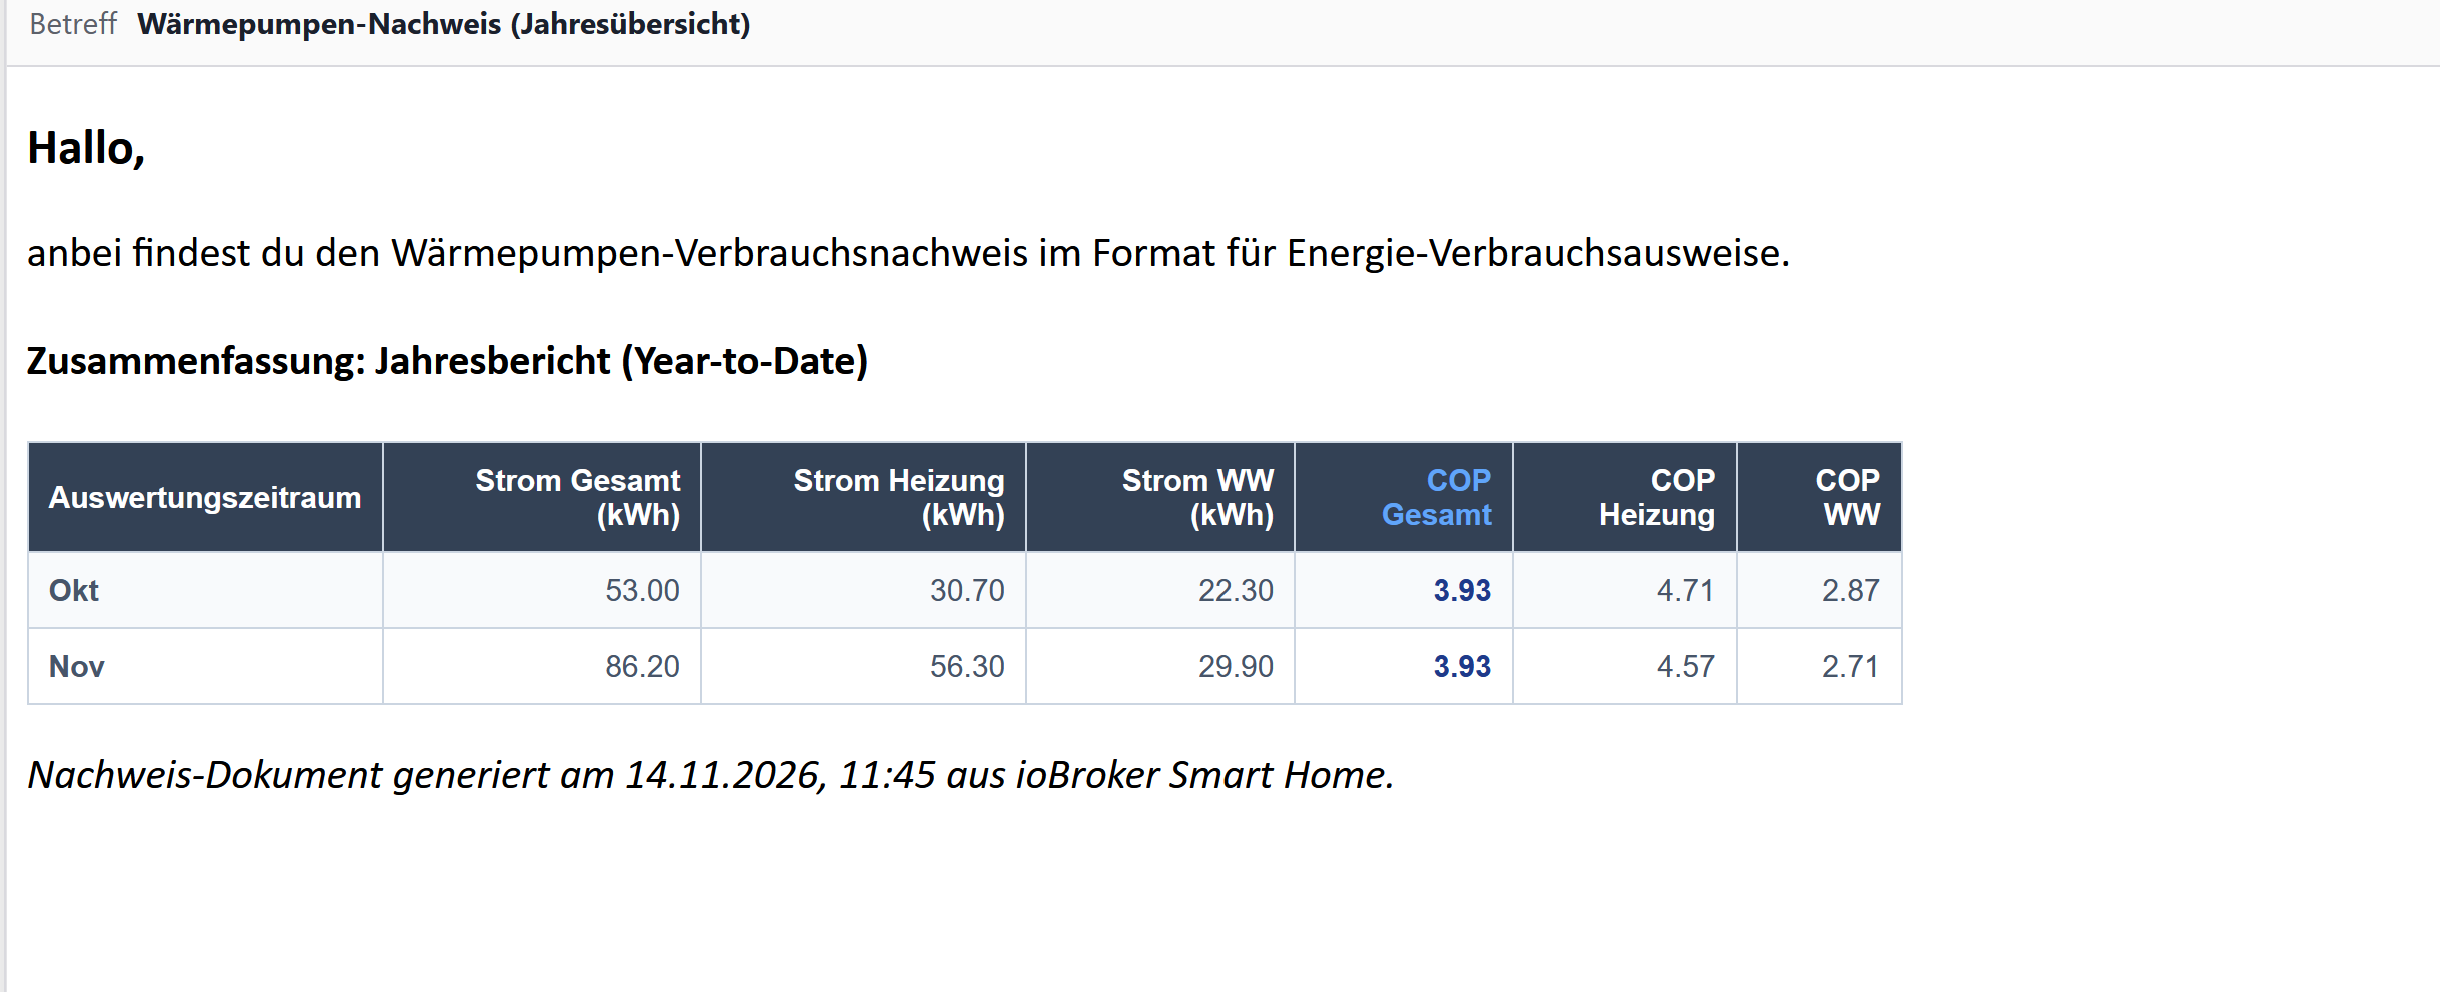 Betreff Wärmepumpen-Nachweis (Jahresübersicht)
Hallo,
anbei findest du den Wärmepumpen-Verbrauchsnachweis im Format für Energie-Verbrauchsausweise.
Zusammenfassung: Jahresbericht (Year-to-Date)
Auswertungszeitraum Strom Gesamt (kWh) Strom Heizung (kWh) Strom WW (kWh) COP Gesamt COP Heizung COP WW
Okt 53.00 30.70 22.30 3.93 4.71 2.87
Nov 86.20 56.30 29.90 3.93 4.57 2.71
Nachweis-Dokument generiert am 14.11.2026, 11:45 aus ioBroker Smart Home.